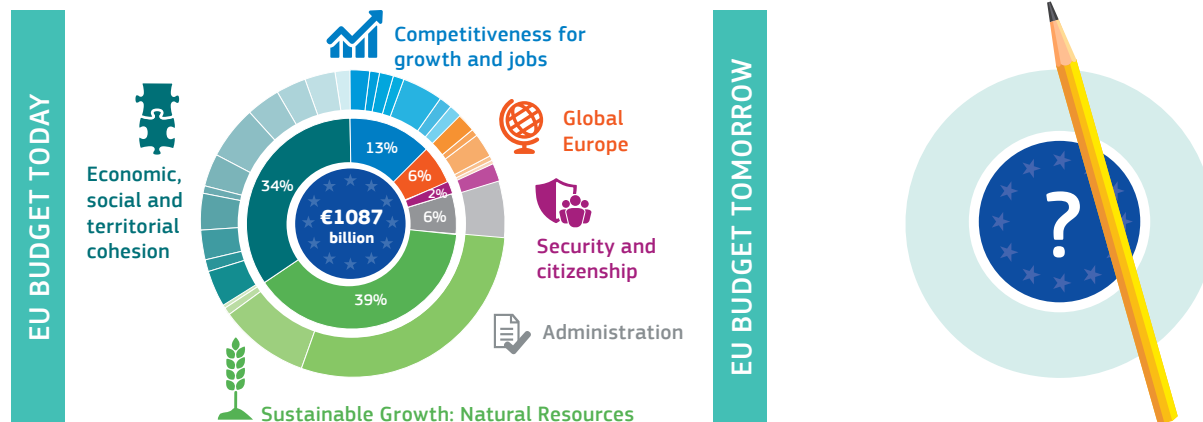 EU BUDGET TODAY
Competitiveness for
growth and jobs
Global
Europe
Economic,
social and
territorial
cohesion
13%
34%
6%
2%
6%
€1087
billion
39%
Security and
citizenship
Administration
Sustainable Growth: Natural Resources
EU BUDGET TOMORROW
?